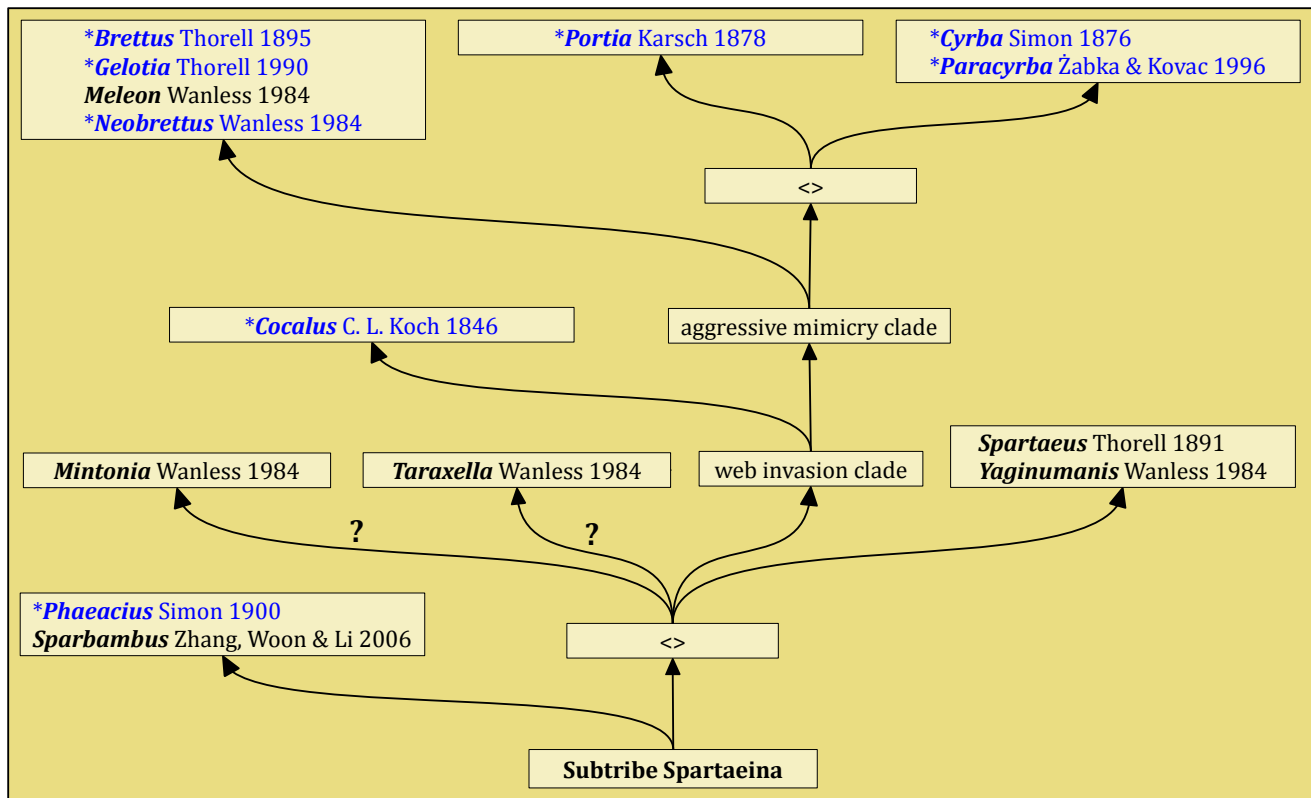 *Brettus Thorell 1895
*Gelotia Thorell 1990
Meleon Wanless 1984
*Neobrettus Wanless 1984
*Portia Karsch 1878
*Cyrba Simon 1876
*Paracyrba Żabka & Kovac 1996
<>
*Cocalus C. L. Koch 1846
aggressive mimicry clade
Mintonia Wanless 1984
Taraxella Wanless 1984
web invasion clade
Spartaeus Thorell 1891
Yaginumanis Wanless 1984
?
?
*Phaeacius Simon 1900
Sparbambus Zhang, Woon & Li 2006
<>
Subtribe Spartaeina